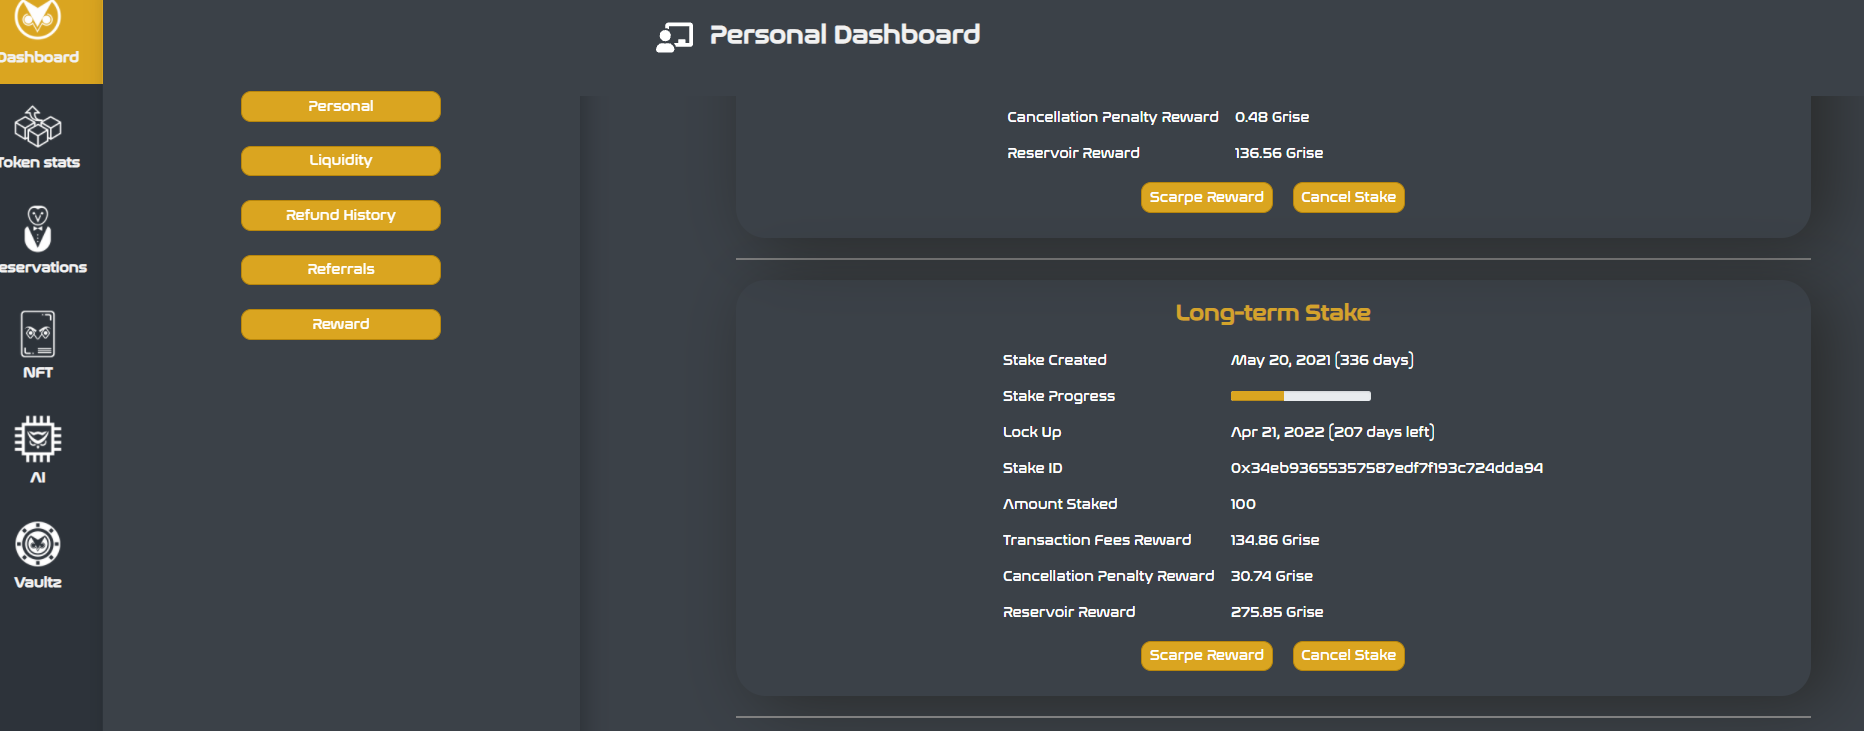 Personal Dashboard
Dashboard
Token stats
eservations
NFT
AI
Vaultz
Personal
Liquidity
Refund History
Referrals
Reward
Cancellation Penalty Reward 0.48 Grise
Reservoir Reward 136.56 Grise
Scarpe Reward Cancel Stake
Long-term Stake
Stake Created May 20, 2021 (336 days)
Stake Progress
Lock Up Apr 21, 2022 (207 days left)
Stake ID 0x34eb93655357587edf7f193c724dda94
Amount Staked 100
Transaction Fees Reward 134.86 Grise
Cancellation Penalty Reward 30.74 Grise
Reservoir Reward 275.85 Grise
Scarpe Reward Cancel Stake